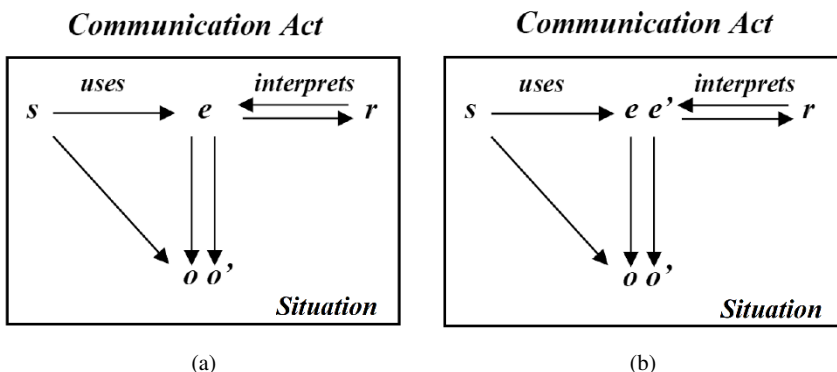 Communication Act
uses
interprets
s
e
r
o o’
Situation
(a)
Communication Act
uses
interprets
s
e e’
r
o o’
Situation
(b)